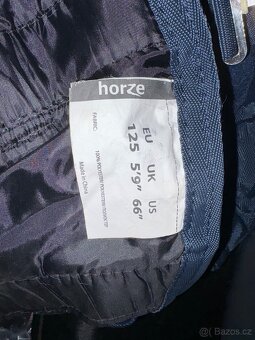 horze
EU UK US
125 5'9" 66"
FABRIC:
Made in China
Bazos.cz